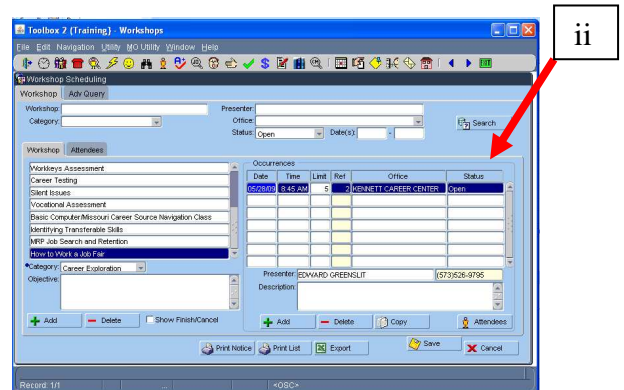 Toolbox 2 (Training) - Workshops
File Edit Navigation Utility MO Utility Window Help
ii
Workshop Scheduling
Workshop Adv Query
Workshop: Presenter:
Category: Office:
Search
Status: Open Date(s): -
Workshop Attendees
Workkeys Assessment
Career Testing
Silent Issues
Vocational Assessment
Basic Computer/Missouri Career Source Navigation Class
Identifying Transferable Skills
MRP Job Search and Retention
How to Work a Job Fair
Category: Career Exploration
Objective:
Add Delete Show Finish/Cancel
Occurrences
Date Time Limit Ref Office Status
05/28/09 8:45 AM 5 2 KENNETT CAREER CENTER Open
Presenter: EDWARD GREENSLIT (573)526-9795
Description:
Add Delete Copy Attendees
Print Notice Print List Export Save Cancel
Record: 1/1 ... <OSC>